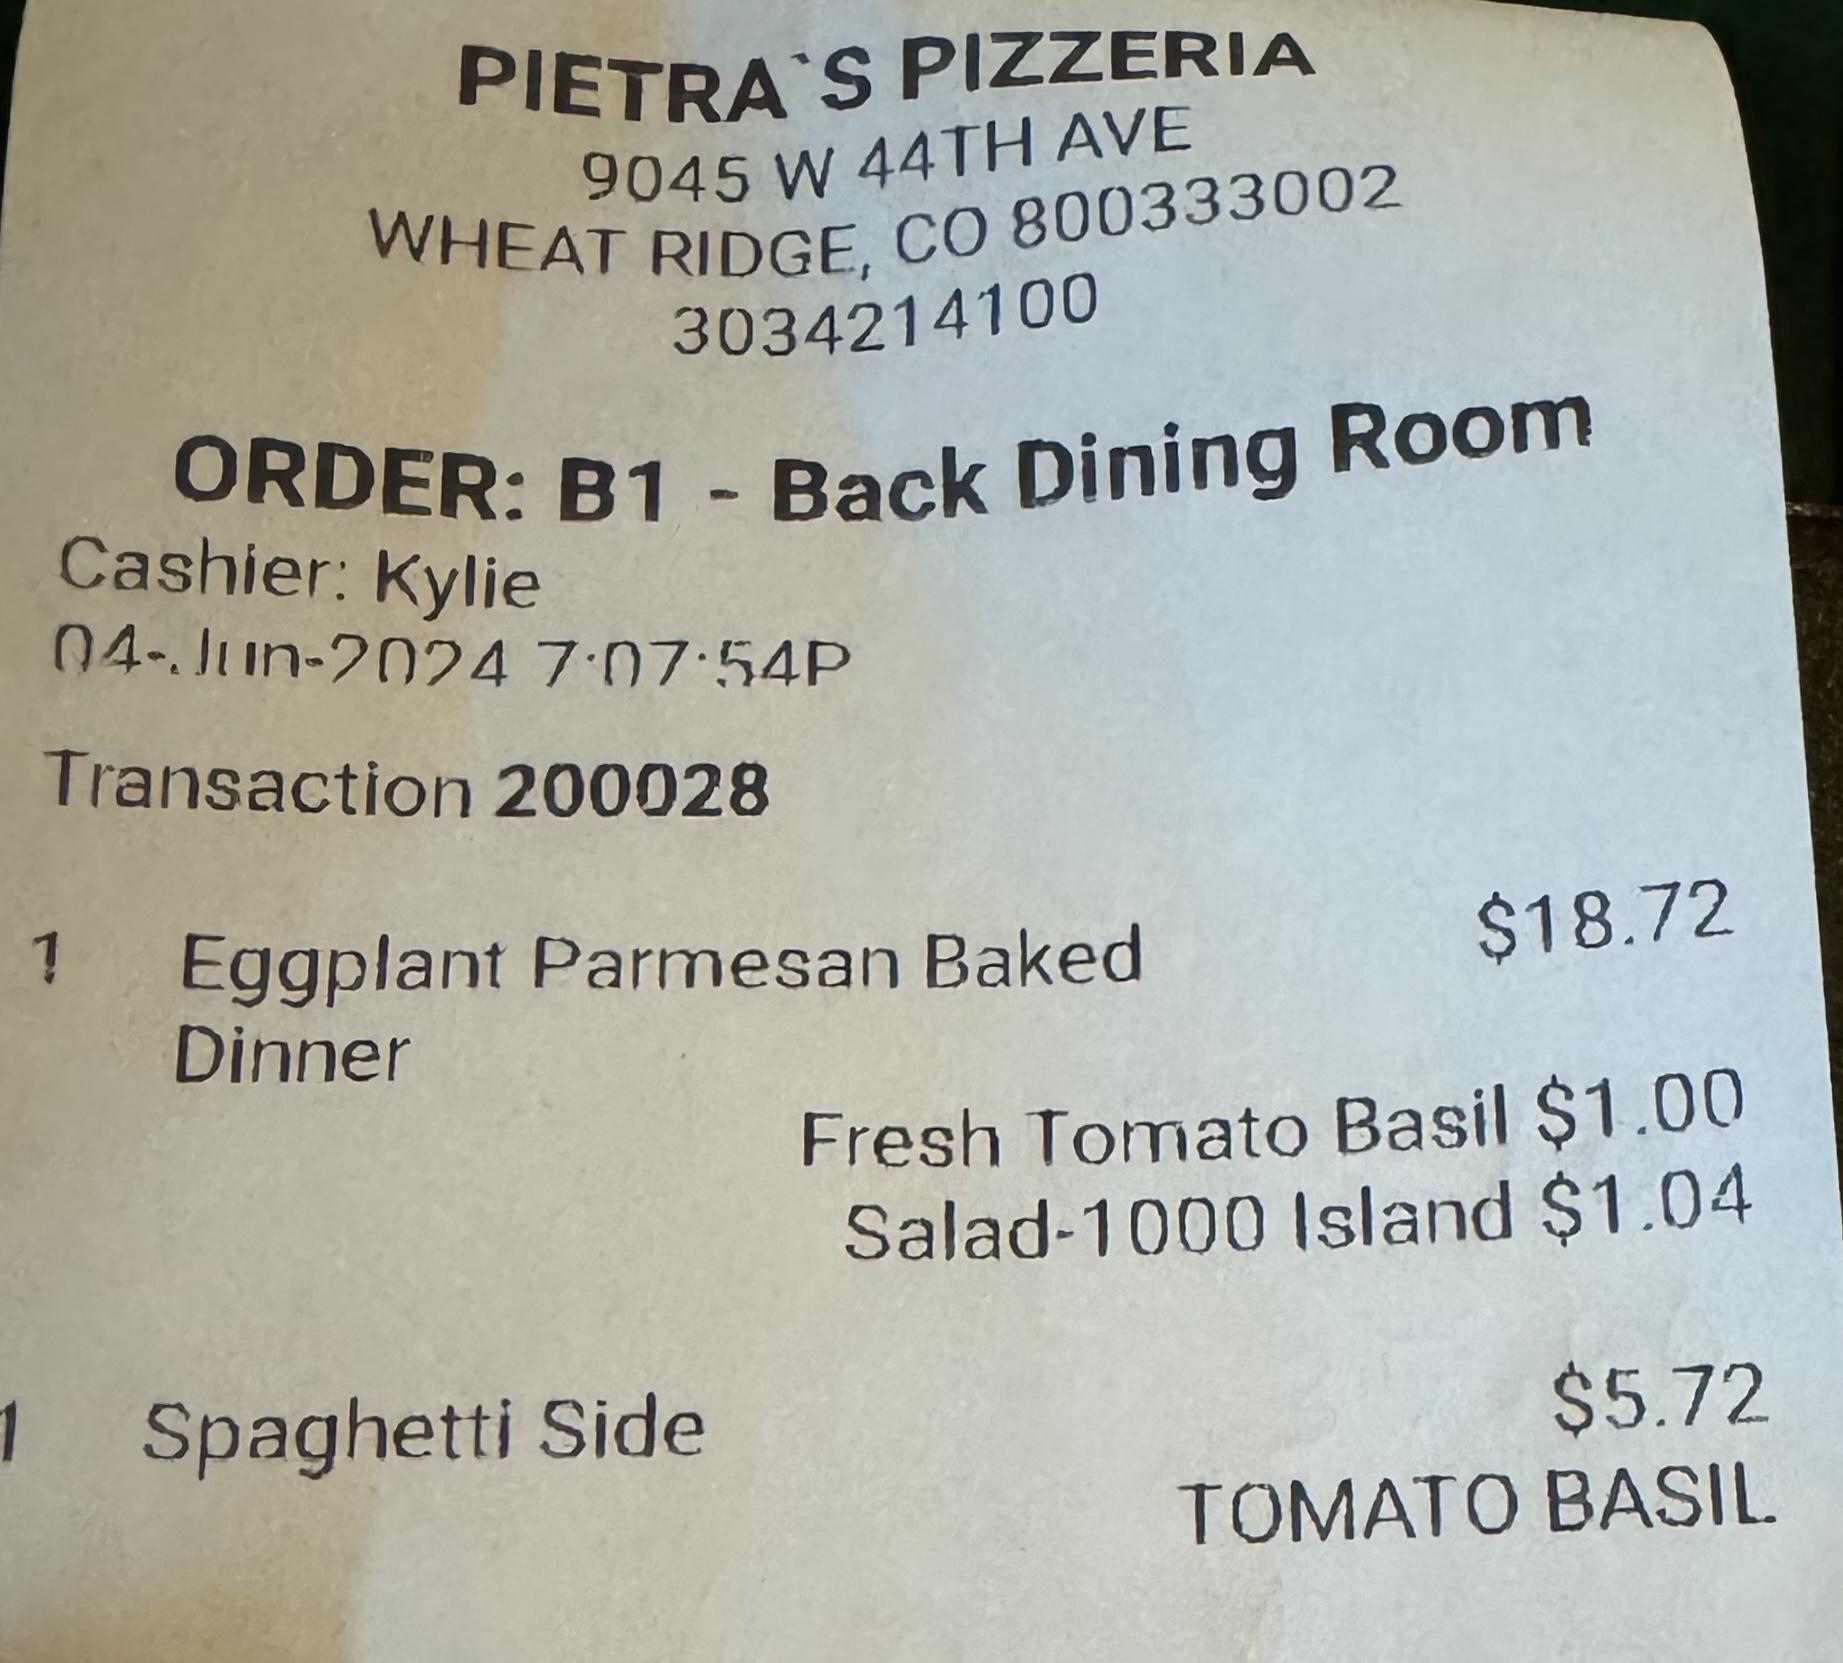 PIETRA`S PIZZERIA
9045 W 44TH AVE
WHEAT RIDGE, CO 800333002
3034214100
ORDER: B1 - Back Dining Room
Cashier: Kylie
04-Jun-2024 7:07:54P
Transaction 200028
1 Eggplant Parmesan Baked $18.72
Dinner
Fresh Tomato Basil $1.00
Salad-1000 Island $1.04
1 Spaghetti Side $5.72
TOMATO BASIL